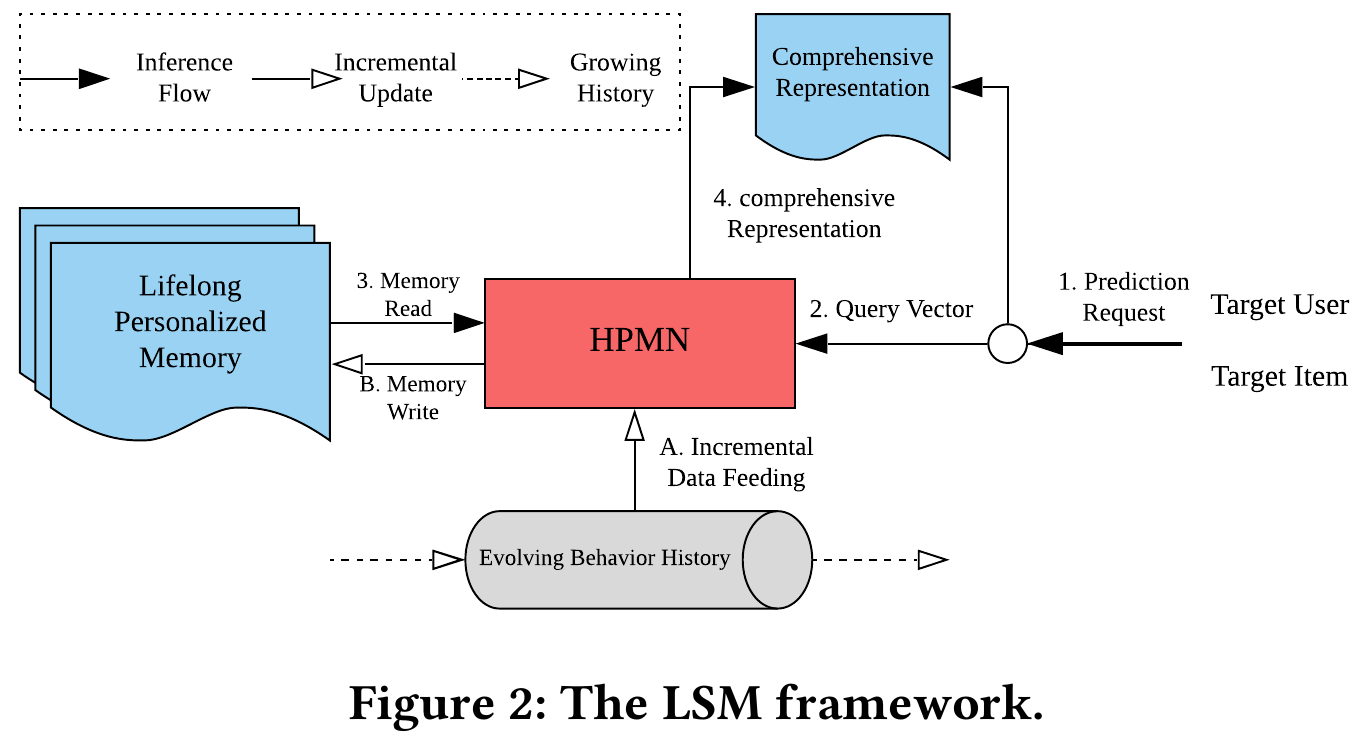 Inference
Flow
Incremental
Update
Growing
History
Comprehensive
Representation
4. comprehensive
Representation
Lifelong
Personalized
Memory
3. Memory
Read
B. Memory
Write
HPMN
2. Query Vector
1. Prediction
Request
Target User
Target Item
A. Incremental
Data Feeding
Evolving Behavior History
Figure 2: The LSM framework.